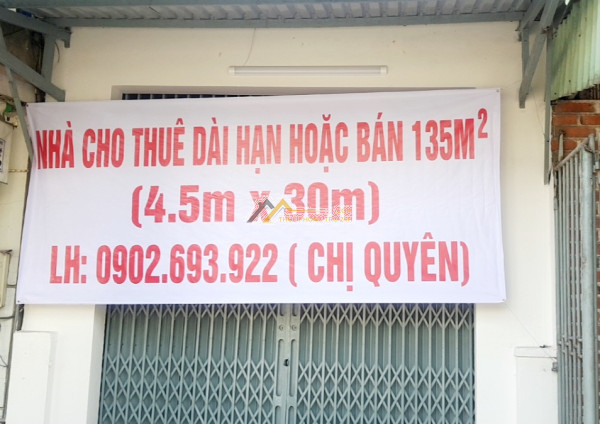 NHÀ CHO THUÊ DÀI HẠN HOẶC BÁN 135M²
(4.5m x 30m)
LH: 0902.693.922 ( CHỊ QUYÊN)